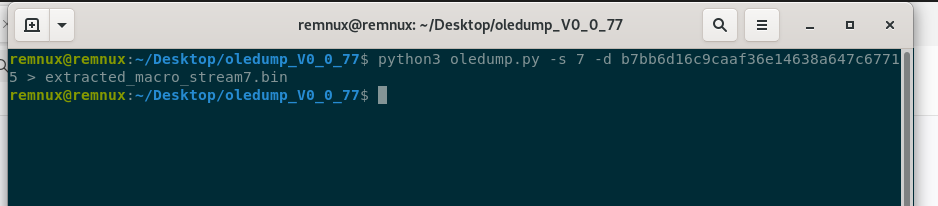 remnux@remnux: ~/Desktop/oledump_V0_0_77
remnux@remnux:~/Desktop/oledump_V0_0_77$ python3 oledump.py -s 7 -d b7bb6d16c9caaf36e14638a647c6771
5 > extracted_macro_stream7.bin
remnux@remnux:~/Desktop/oledump_V0_0_77$